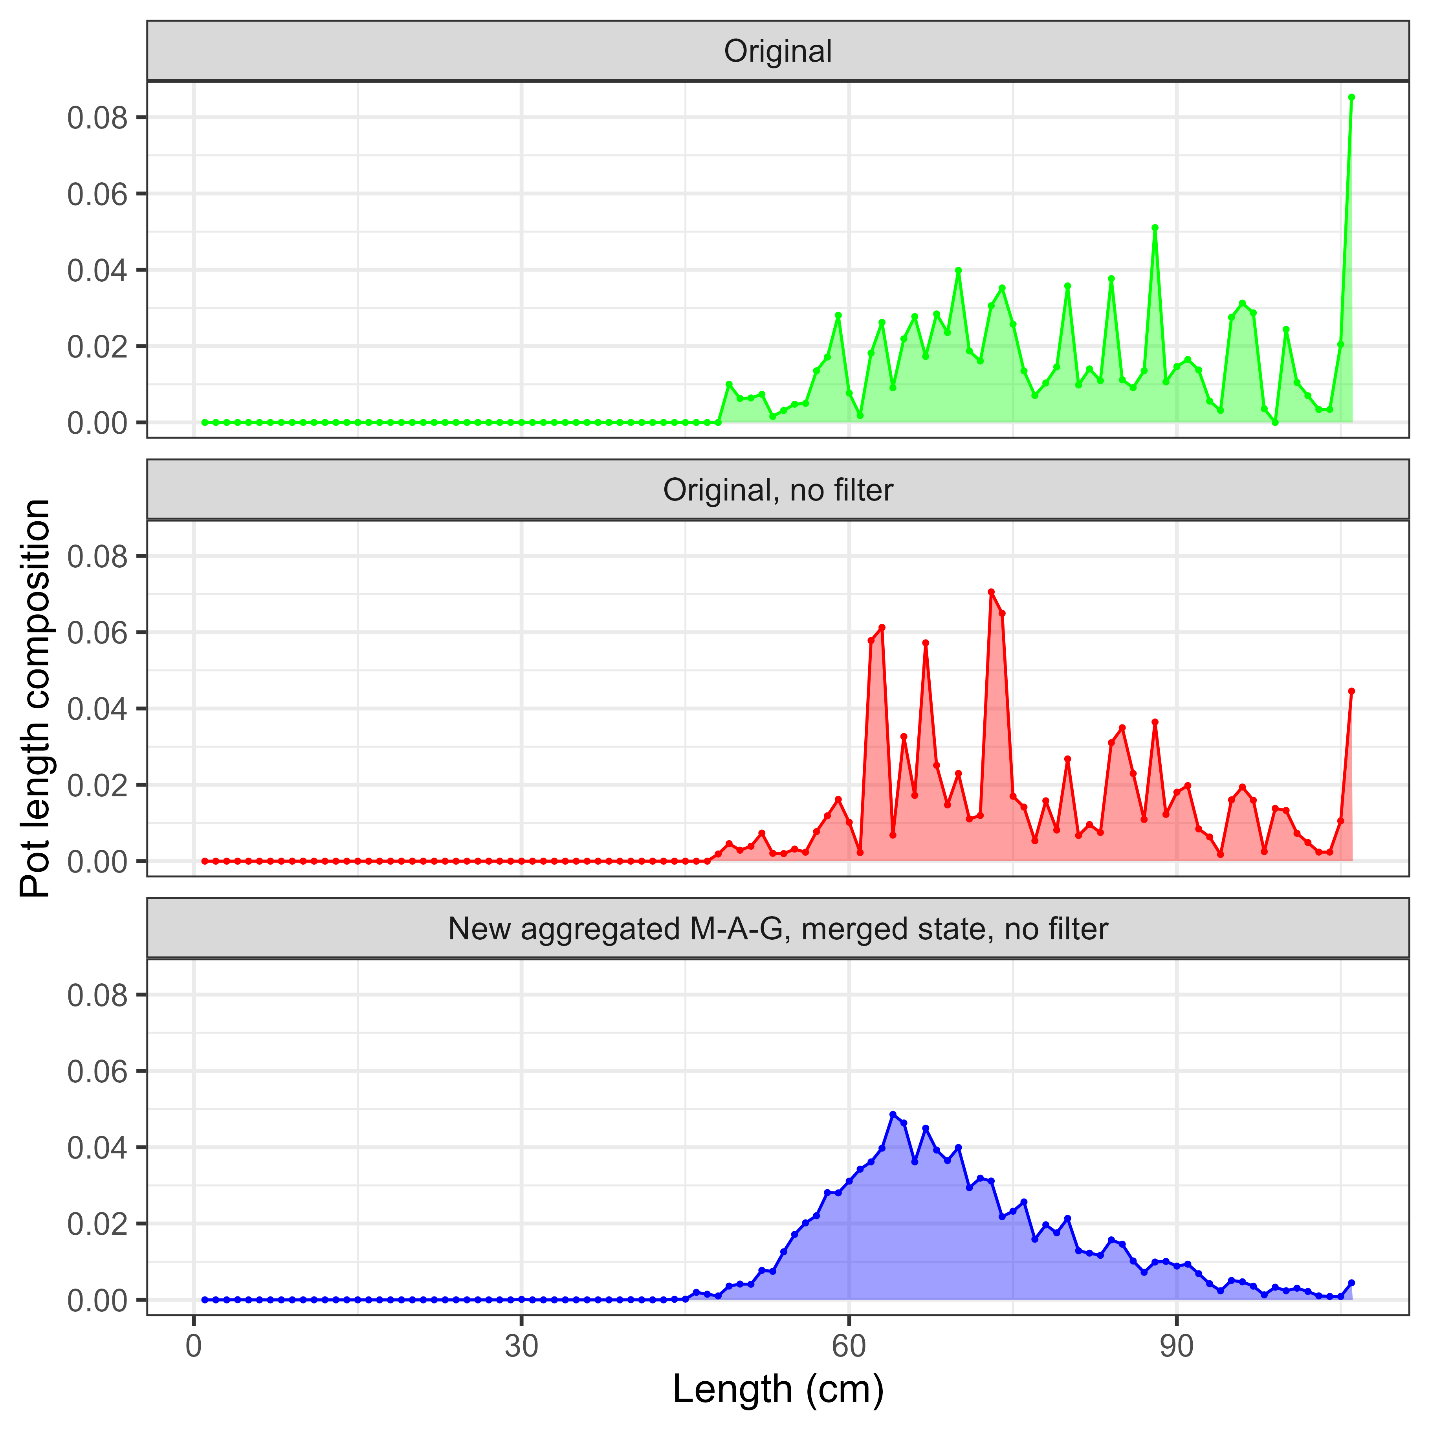 Original
0.08
0.06
0.04
0.02
0.00
Original, no filter
0.08
0.06
0.04
0.02
0.00
New aggregated M-A-G, merged state, no filter
0.08
0.06
0.04
0.02
0.00
0 30 60 90
Length (cm)
Pot length composition